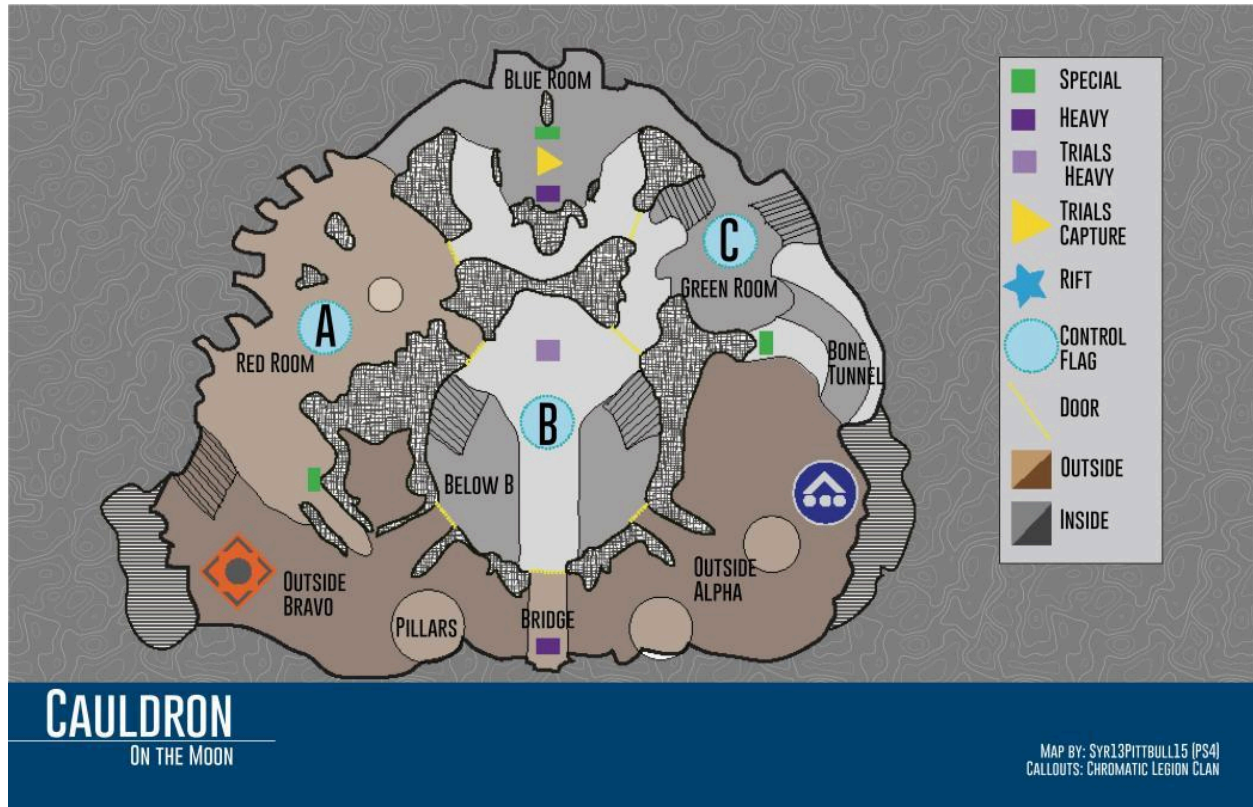 Blue Room
C
Green Room
A
Red Room
Bone
Tunnel
B
Below B
Outside
Bravo
Outside
Alpha
Pillars
Bridge
Special
Heavy
Trials
Heavy
Trials
Capture
Rift
Control
Flag
Door
Outside
Inside
Cauldron
On the Moon
Map by: Syr13Pittbull15 (PS4)
Callouts: Chromatic Legion Clan